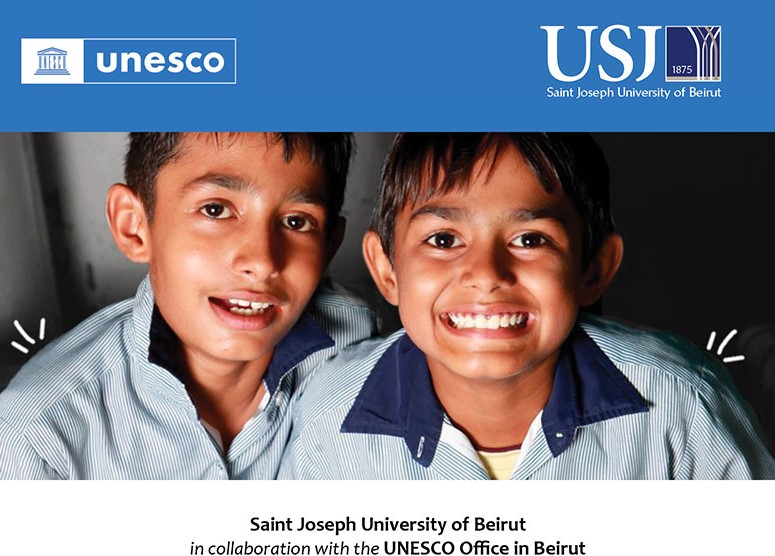 unesco
USJ
1875
Saint Joseph University of Beirut
Saint Joseph University of Beirut
in collaboration with the UNESCO Office in Beirut